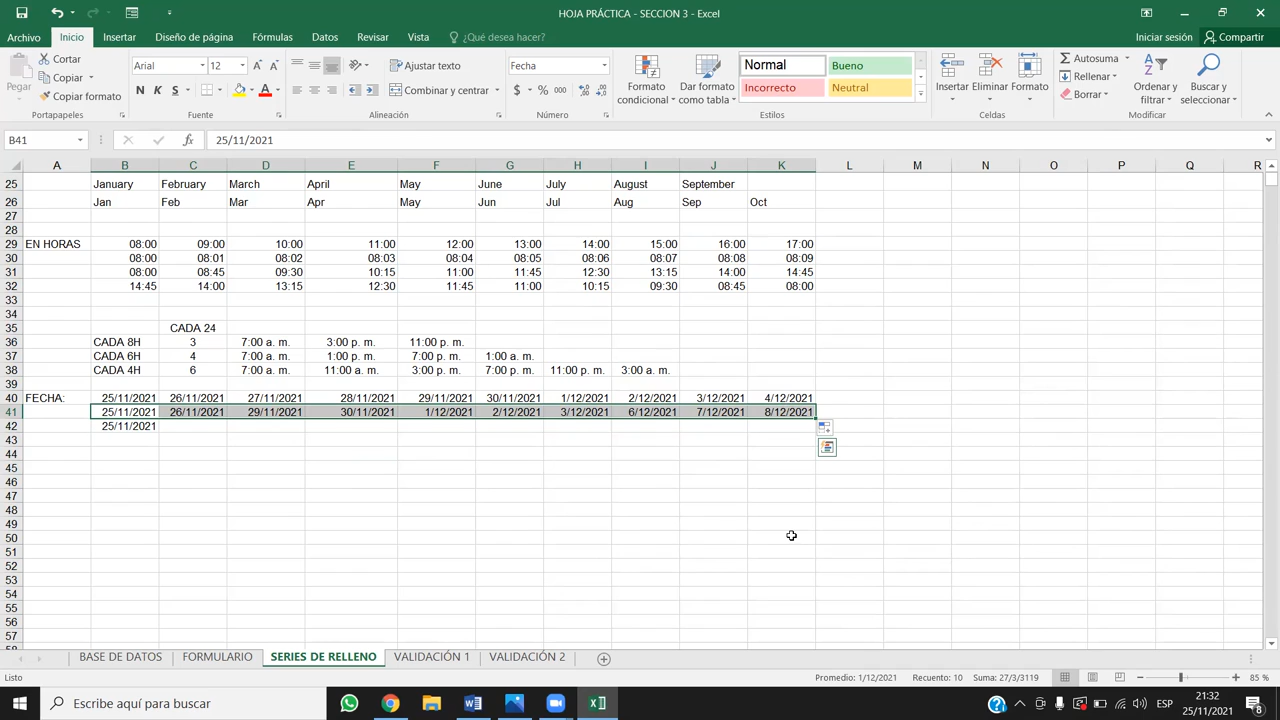 HOJA PRÁCTICA - SECCION 3 - Excel
Archivo Inicio Insertar Diseño de página Fórmulas Datos Revisar Vista ¿Qué desea hacer? Iniciar sesión Compartir
Pegar Cortar Copiar Copiar formato
Arial 12 N K S
Ajustar texto Combinar y centrar
Fecha $ % 000
Formato condicional Dar formato como tabla
Normal Bueno Incorrecto Neutral
Insertar Eliminar Formato
Autosuma Rellenar Borrar
Ordenar y filtrar Buscar y seleccionar
Portapapeles Fuente Alineación Número Estilos Celdas Modificar
B41 fx 25/11/2021
A B C D E F G H I J K L M N O P Q R
25 January February March April May June July August September
26 Jan Feb Mar Apr May Jun Jul Aug Sep Oct
27
28
29 EN HORAS 08:00 09:00 10:00 11:00 12:00 13:00 14:00 15:00 16:00 17:00
30 08:00 08:01 08:02 08:03 08:04 08:05 08:06 08:07 08:08 08:09
31 08:00 08:45 09:30 10:15 11:00 11:45 12:30 13:15 14:00 14:45
32 14:45 14:00 13:15 12:30 11:45 11:00 10:15 09:30 08:45 08:00
33
34
35 CADA 24
36 CADA 8H 3 7:00 a. m. 3:00 p. m. 11:00 p. m.
37 CADA 6H 4 7:00 a. m. 1:00 p. m. 7:00 p. m. 1:00 a. m.
38 CADA 4H 6 7:00 a. m. 11:00 a. m. 3:00 p. m. 7:00 p. m. 11:00 p. m. 3:00 a. m.
39
40 FECHA: 25/11/2021 26/11/2021 27/11/2021 28/11/2021 29/11/2021 30/11/2021 1/12/2021 2/12/2021 3/12/2021 4/12/2021
41 25/11/2021 26/11/2021 29/11/2021 30/11/2021 1/12/2021 2/12/2021 3/12/2021 6/12/2021 7/12/2021 8/12/2021
42 25/11/2021
43
44
45
46
47
48
49
50
51
52
53
54
55
56
57
BASE DE DATOS FORMULARIO SERIES DE RELLENO VALIDACIÓN 1 VALIDACIÓN 2
Listo Promedio: 1/12/2021 Recuento: 10 Suma: 27/3/3119 85 %
Escribe aquí para buscar
21:32
25/11/2021
8